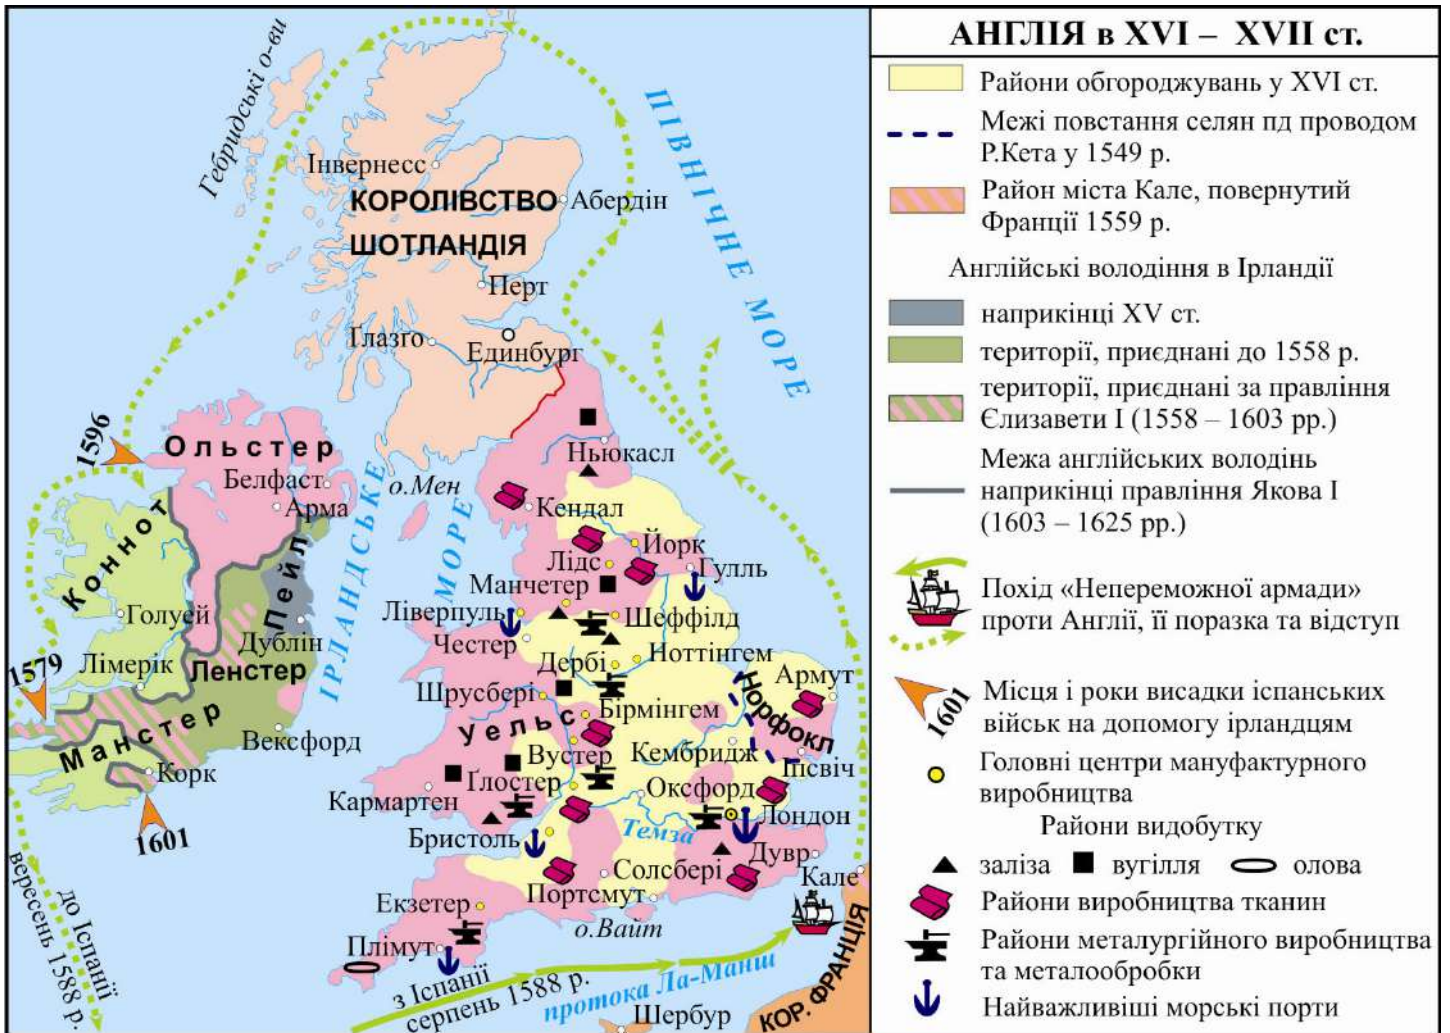 АНГЛІЯ в XVI – XVII ст.
Райони обгороджувань у XVI ст.
Межі повстання селян пд проводом
Р.Кета у 1549 р.
Район міста Кале, повернутий
Франції 1559 р.
Англійські володіння в Ірландії
наприкінці XV ст.
території, приєднані до 1558 р.
території, приєднані за правління
Єлизавети I (1558 – 1603 рр.)
Межа англійських володінь
наприкінці правління Якова I
(1603 – 1625 рр.)
Похід «Непереможної армади»
проти Англії, її поразка та відступ
1601
Місця і роки висадки іспанських
військ на допомогу ірландцям
Головні центри мануфактурного
виробництва
Райони видобутку
заліза вугілля олова
Райони виробництва тканин
Райони металургійного виробництва
та металообробки
Найважливіші морські порти
Гебридські о-ви
ПІВНІЧНЕ МОРЕ
Інвернесс
КОРОЛІВСТВО
Абердін
ШОТЛАНДІЯ
Перт
Ґлазго
Единбург
1596
Ольстер
Белфаст
Арма
о.Мен
ІРЛАНДСЬКЕ
МОРЕ
Ньюкасл
Кендал
Коннот
Пейл
Голуей
Дублін
Йорк
Лідс
Гулль
Манчетер
Ліверпуль
Шеффілд
Честер
1579
Лімерік
Ленстер
Дербі
Ноттінгем
Армут
Норфокл
Шрусбері
Бірмінгем
Уельс
Манстер
Вексфорд
Корк
1601
Вустер
Кембридж
Іпсвіч
Ґлостер
Оксфорд
Кармартен
Лондон
Темза
Бристоль
Солсбері
Дувр
Кале
Портсмут
Екзетер
о.Вайт
Плімут
з Іспанії
серпень 1588 р.
протока Ла-Манш
КОР. ФРАНЦІЯ
Шербур
до Іспанії
вересень 1588 р.